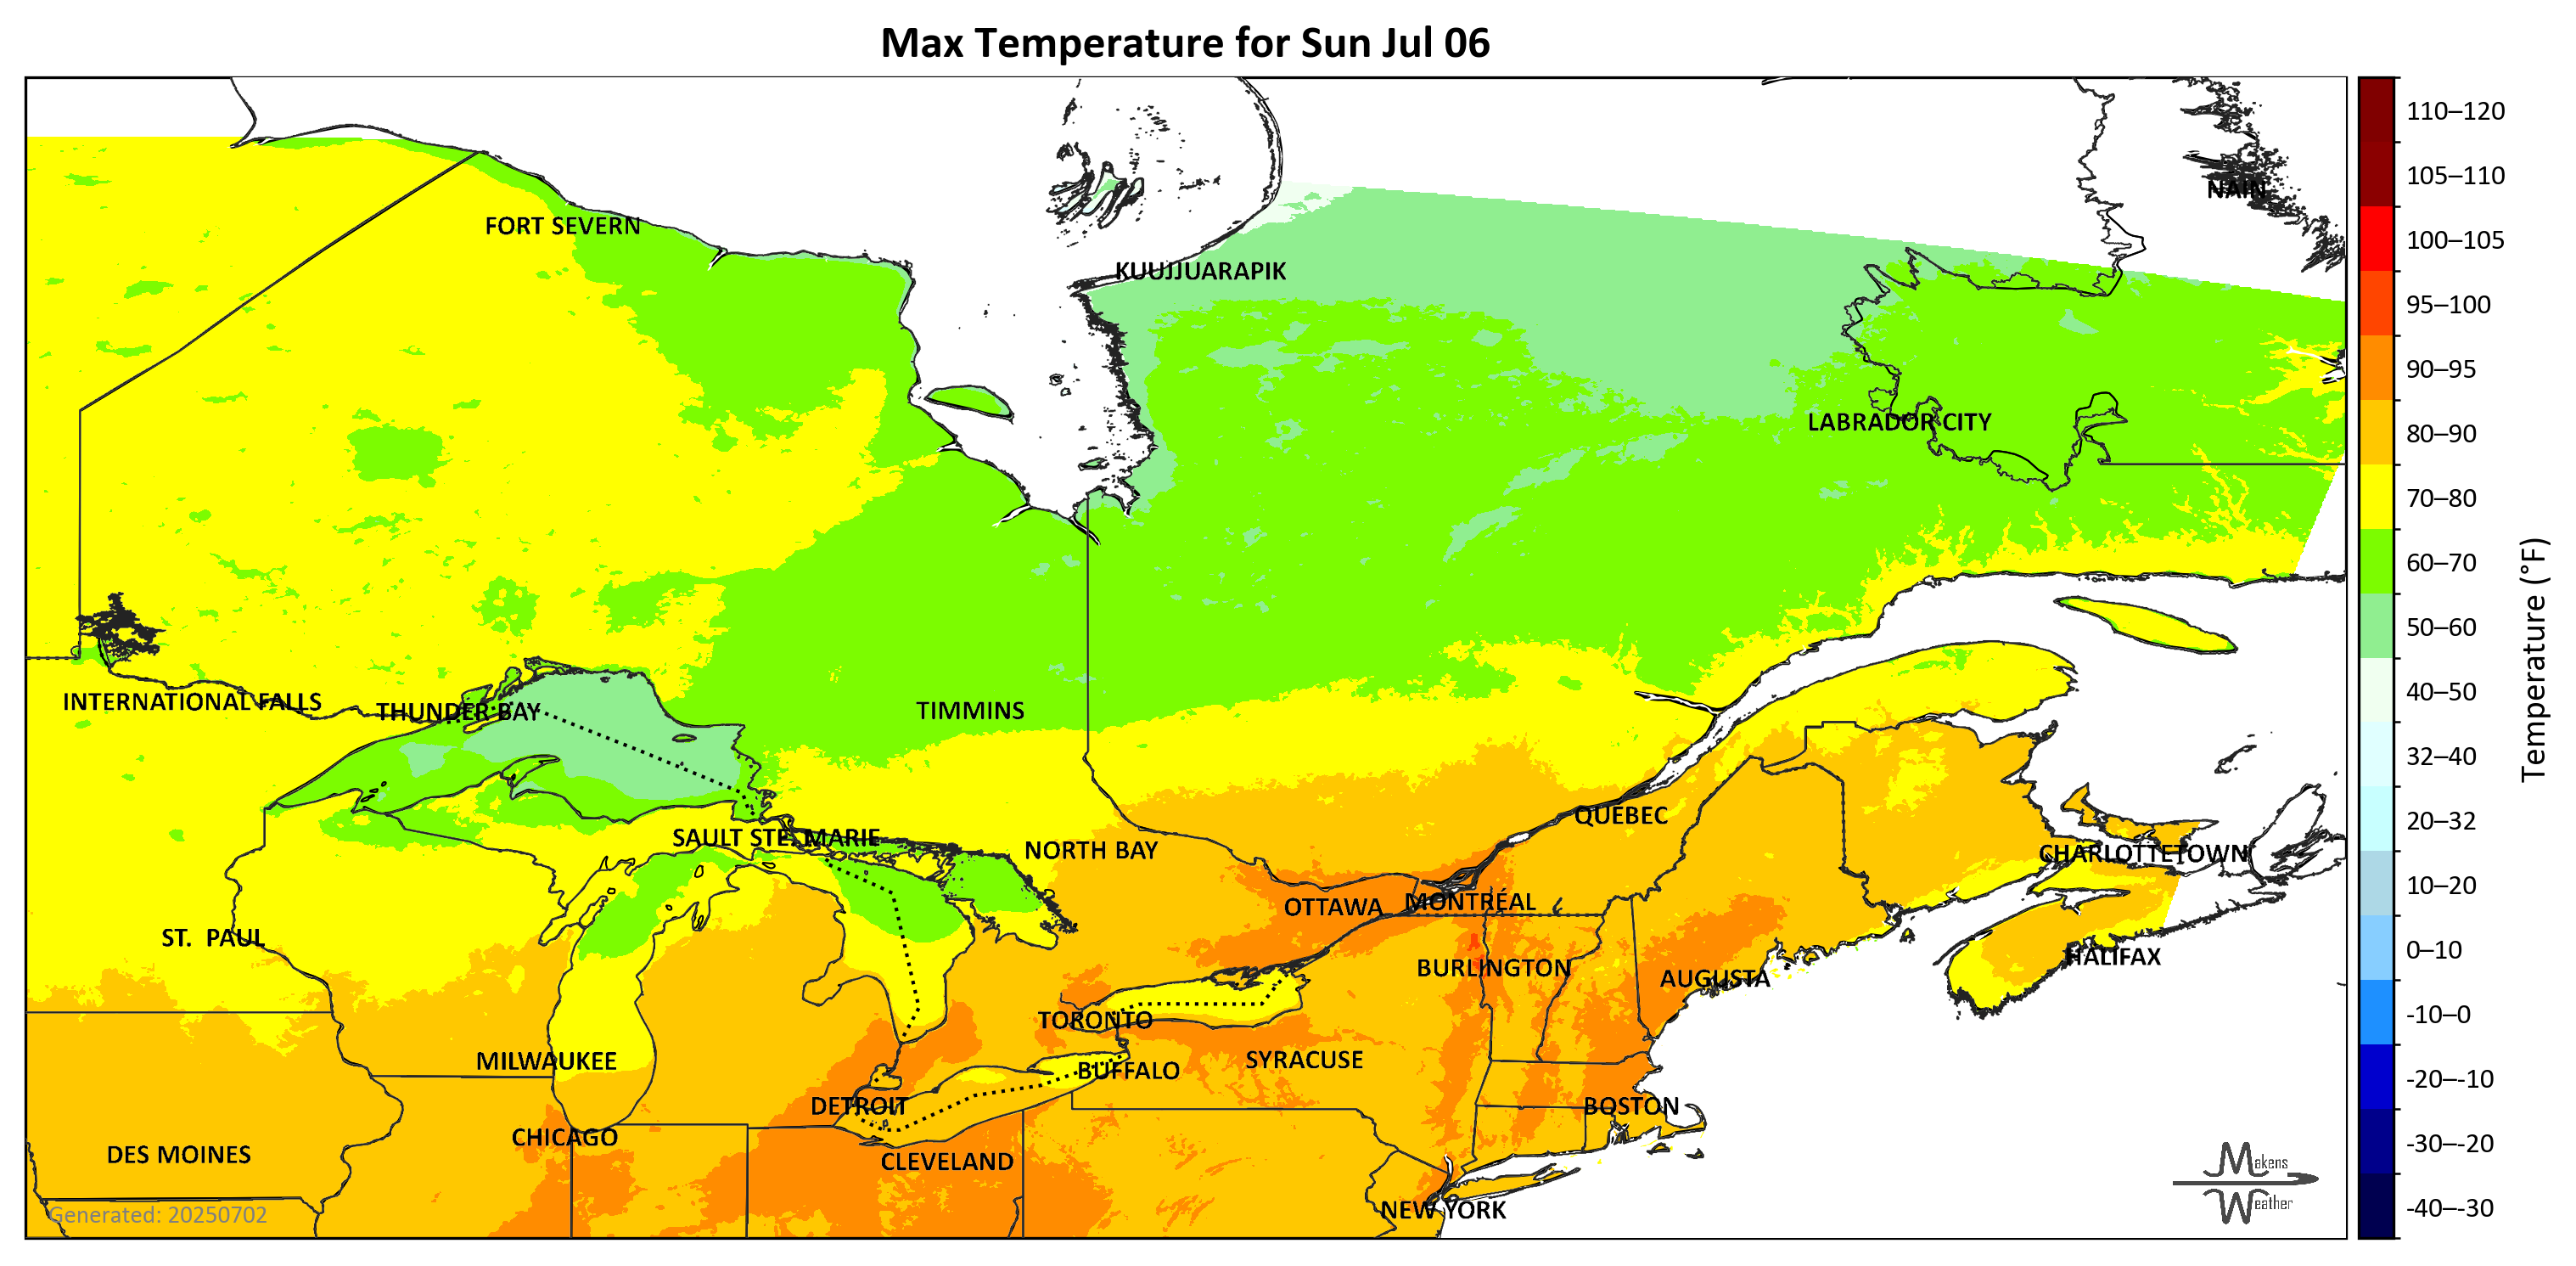 Max Temperature for Sun Jul 06
NAIN
FORT SEVERN
KUUJJUARAPIK
LABRADOR CITY
INTERNATIONAL FALLS
THUNDER BAY
TIMMINS
QUÉBEC
SAULT STE. MARIE
NORTH BAY
CHARLOTTETOWN
OTTAWA
MONTRÉAL
ST. PAUL
HALIFAX
BURLINGTON
AUGUSTA
TORONTO
MILWAUKEE
SYRACUSE
BUFFALO
DETROIT
BOSTON
CHICAGO
DES MOINES
CLEVELAND
NEW YORK
Generated: 20250702
Makens
Weather
110–120
105–110
100–105
95–100
90–95
80–90
70–80
60–70
50–60
40–50
32–40
20–32
10–20
0–10
-10–0
-20–-10
-30–-20
-40–-30
Temperature (°F)